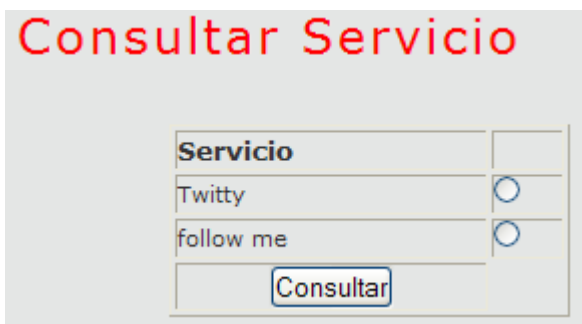 Consultar Servicio
Servicio
Twitty
follow me
Consultar